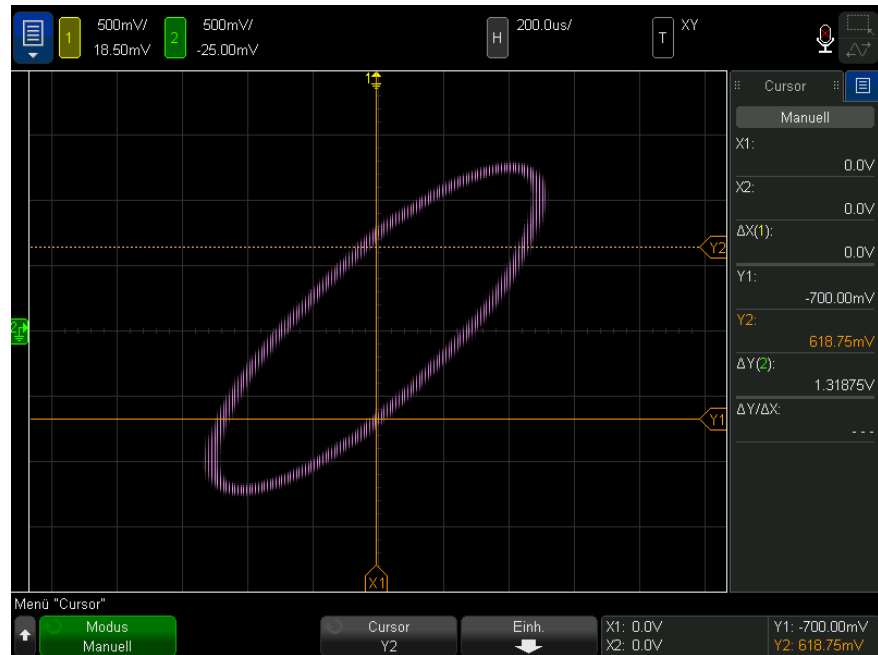 1 500mV/ 2 500mV/ H 200.0us/ T XY
18.50mV -25.00mV
1
Cursor
Manuell
X1:
0.0V
X2:
0.0V
ΔX(1):
0.0V
Y1:
-700.00mV
Y2:
618.75mV
ΔY(2):
1.31875V
ΔY/ΔX:
- - -
Y2
2
Y1
X1
Menü "Cursor"
Modus
Manuell
Cursor
Y2
Einh.
X1: 0.0V
X2: 0.0V
Y1: -700.00mV
Y2: 618.75mV